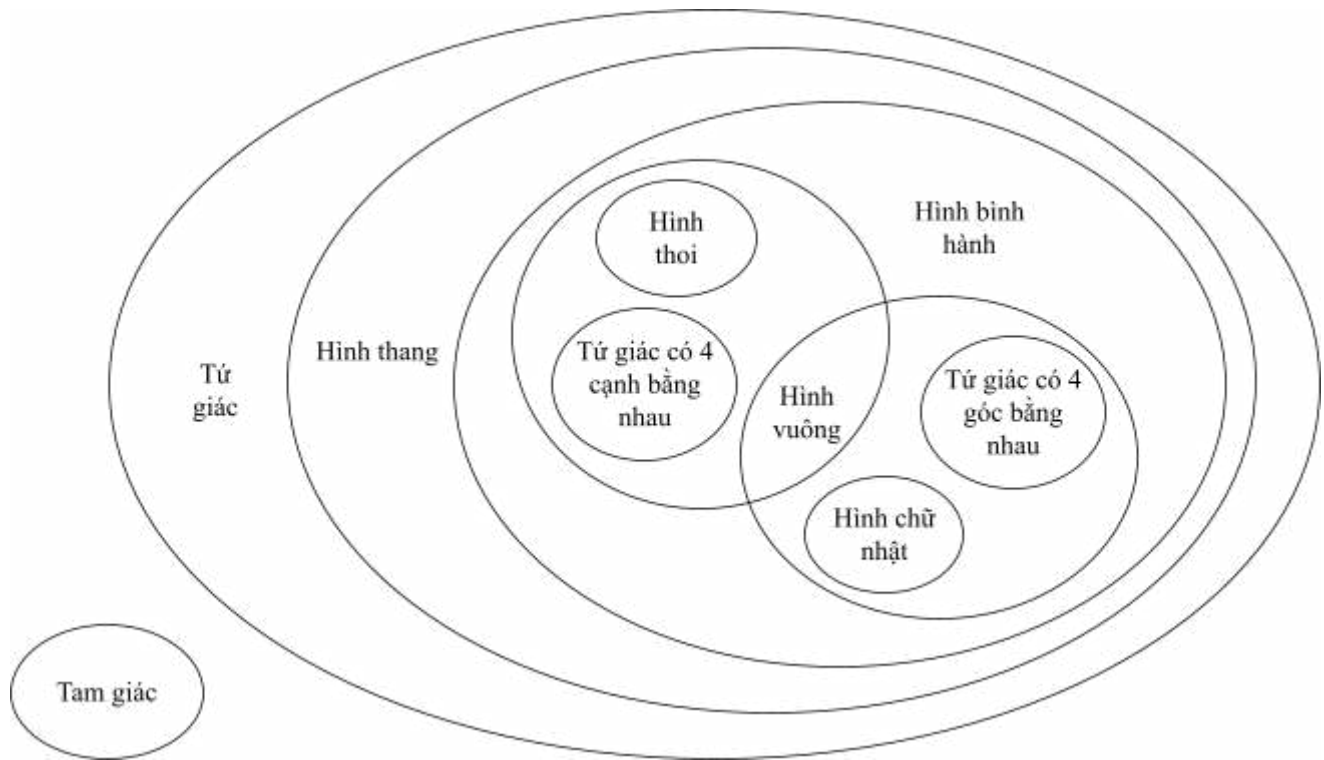 Hình
thoi
Hình bình
hành
Tứ giác có 4
cạnh bằng
nhau
Hình thang
Tứ
giác
Hình
vuông
Tứ giác có 4
góc bằng
nhau
Hình chữ
nhật
Tam giác